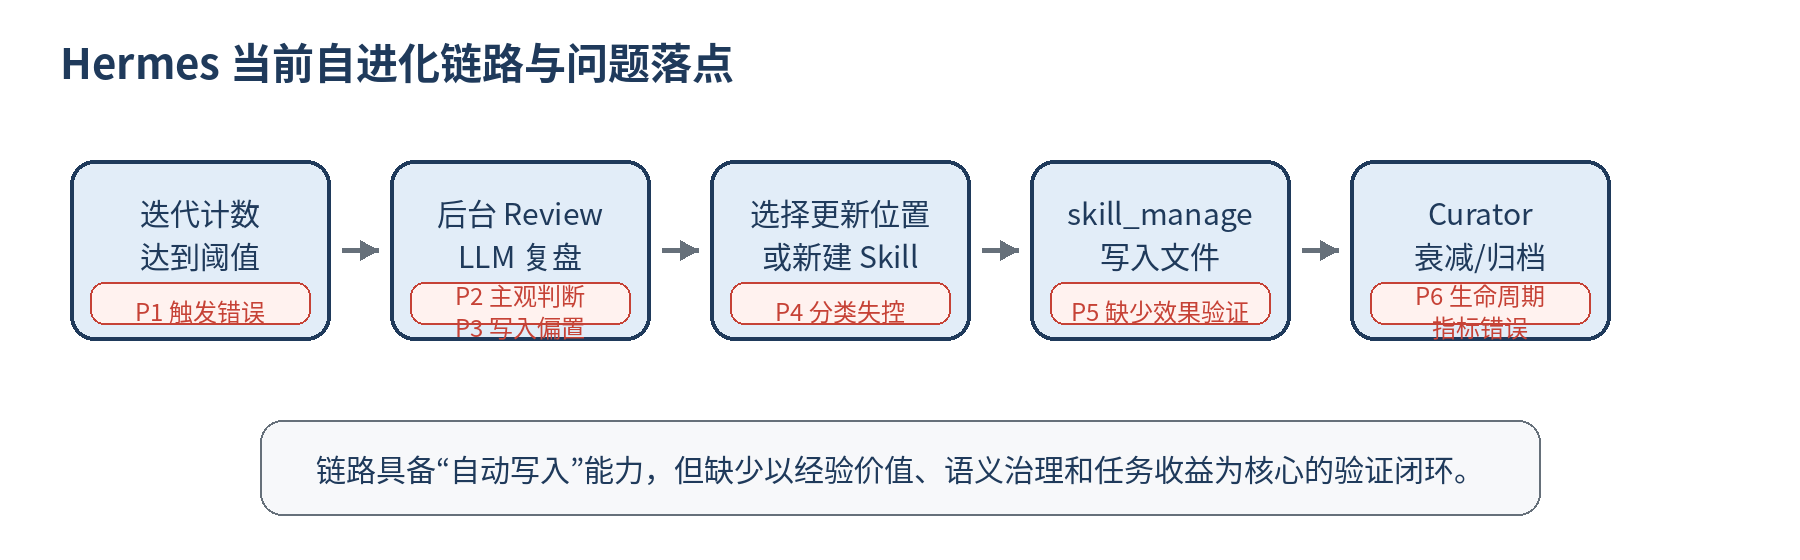 Hermes 当前自进化链路与问题落点
迭代计数
达到阈值
P1 触发错误
后台 Review
LLM 复盘
P2 主观判断
P3 写入偏置
选择更新位置
或新建 Skill
P4 分类失控
skill_manage
写入文件
P5 缺少效果验证
Curator
衰减/归档
P6 生命周期
指标错误
链路具备“自动写入”能力，但缺少以经验价值、语义治理和任务收益为核心的验证闭环。